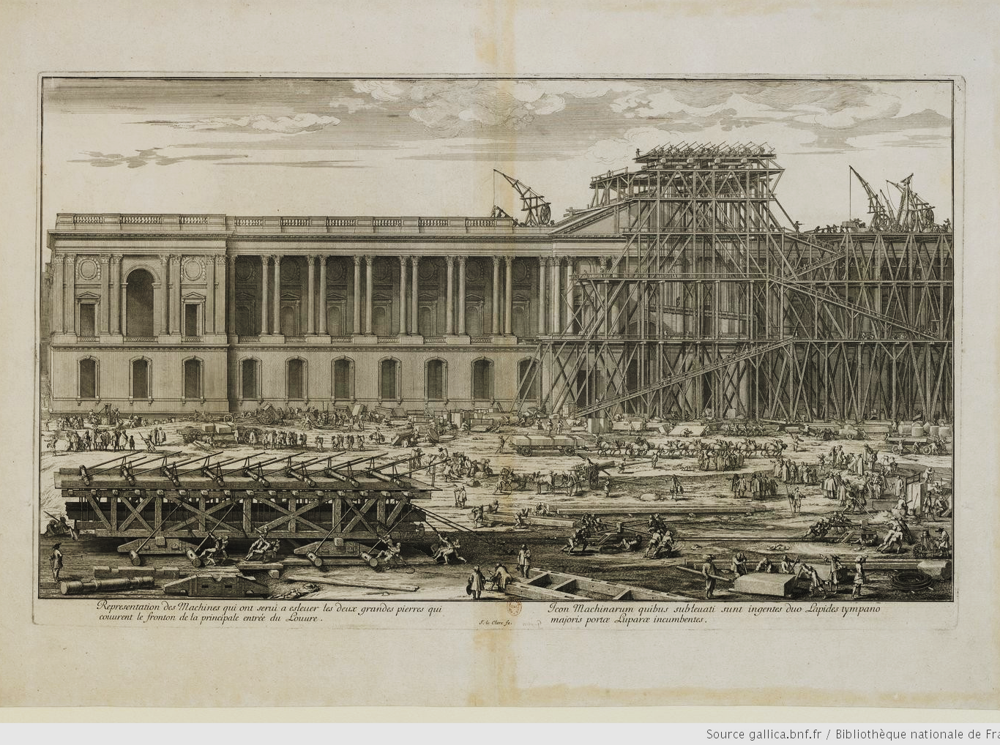 Representation des Machines qui ont serui a esleuer les deux grandes pierres qui
couurent le fronton de la principale entrée du Louure.
Icon Machinarum quibus subleuati sunt ingentes duo Lapides tympano
majoris portæ Luparæ incumbentes.
S. le Clerc fe.
Source gallica.bnf.fr / Bibliothèque nationale de Fra